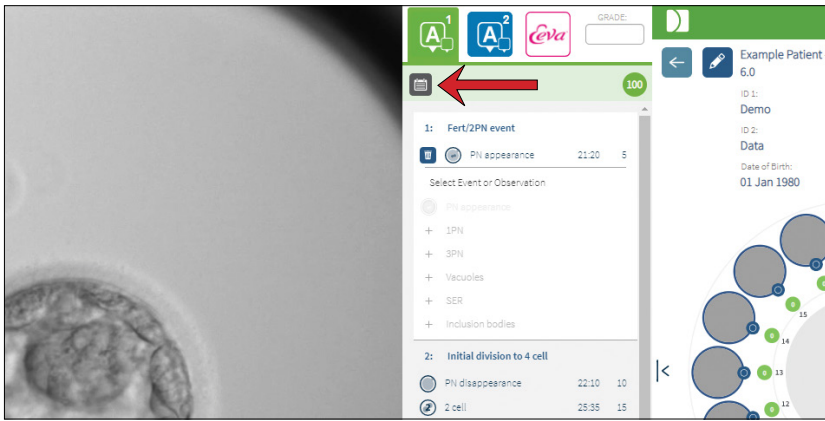 A 1
A 2
Eeva
GRADE:
100
1: Fert/2PN event
PN appearance 21:20 5
Select Event or Observation
PN appearance
+ 1PN
+ 3PN
+ Vacuoles
+ SER
+ Inclusion bodies
2: Initial division to 4 cell
PN disappearance 22:10 10
2 cell 25:35 15
Example Patient
6.0
ID 1:
Demo
ID 2:
Data
Date of Birth:
01 Jan 1980
0
0
15
0
14
0
13
0
12
|<